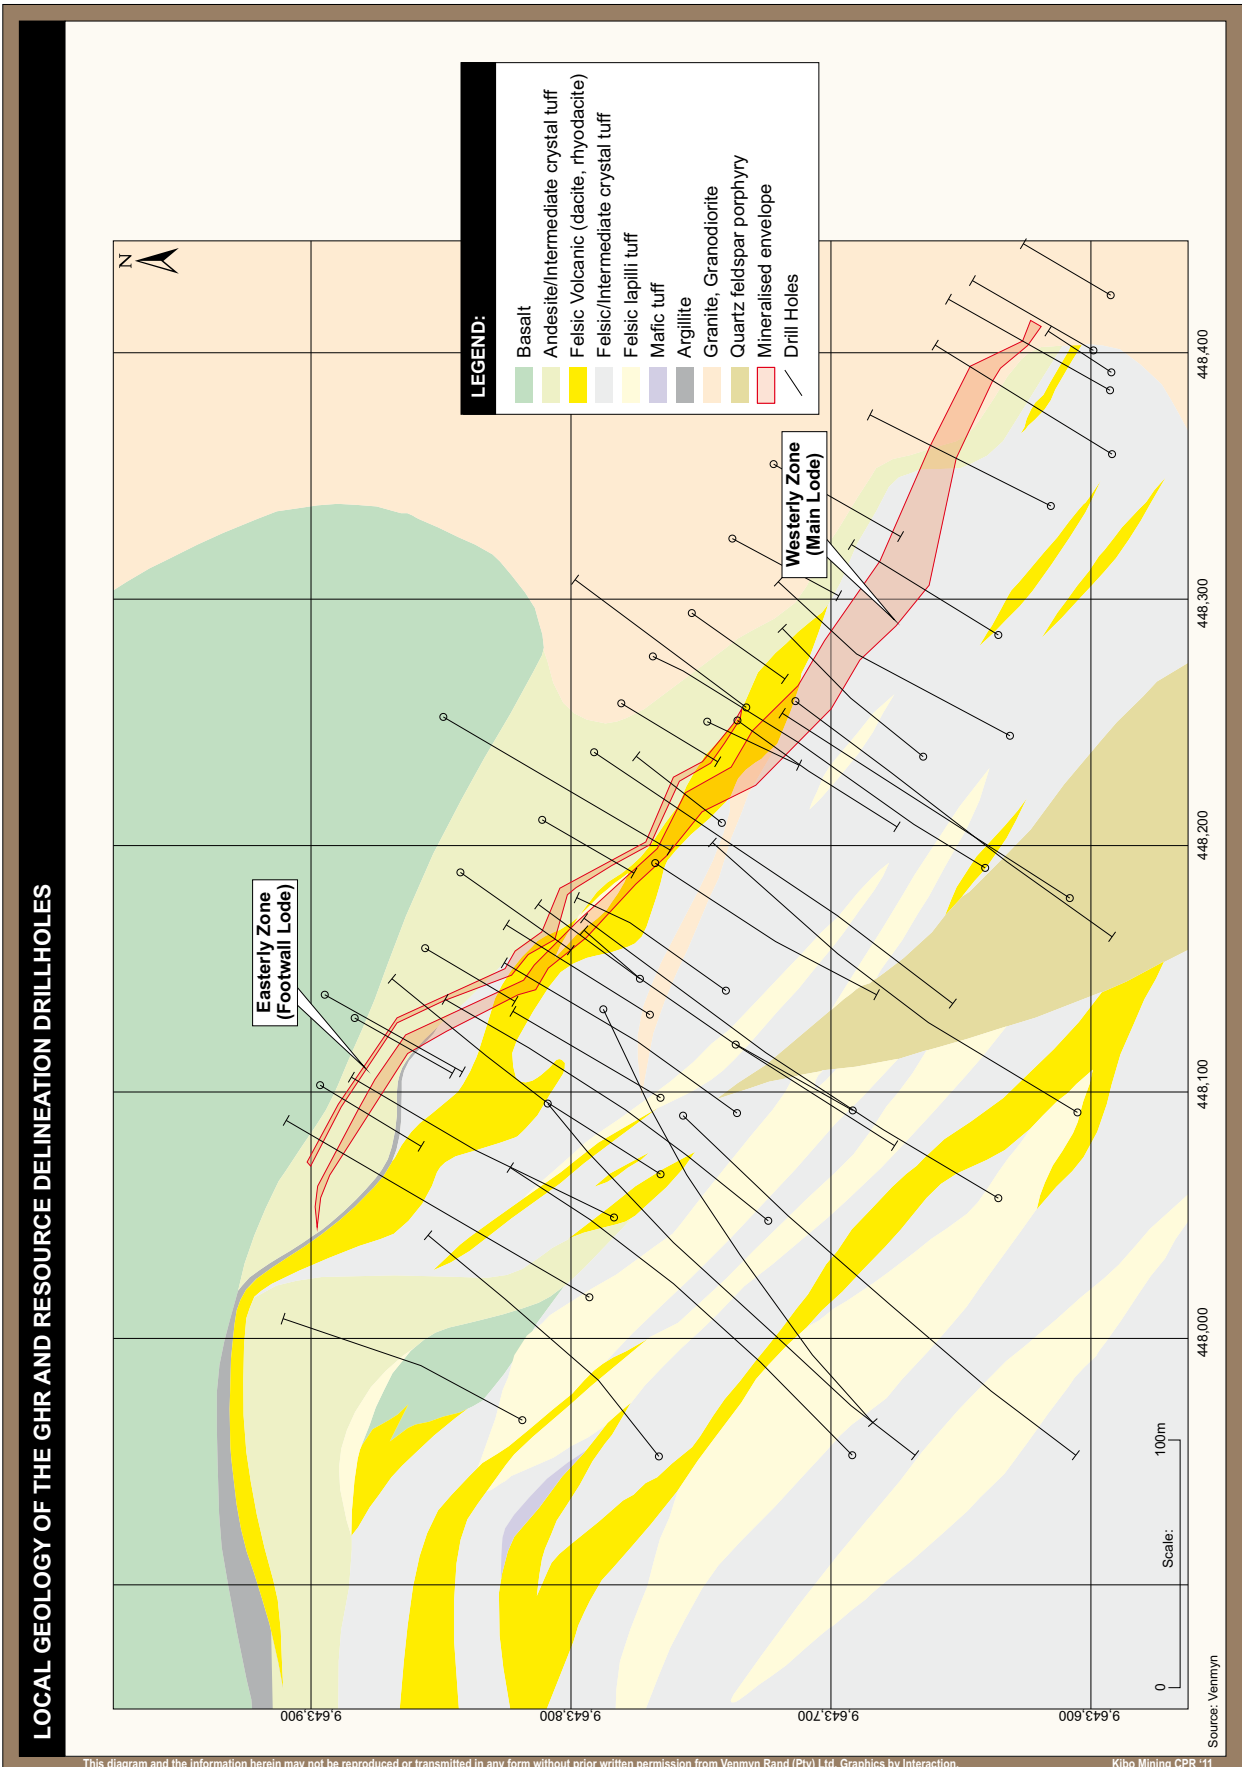 LOCAL GEOLOGY OF THE GHR AND RESOURCE DELINEATION DRILLHOLES
N
Easterly Zone
(Footwall Lode)
LEGEND:
Basalt
Andesite/Intermediate crystal tuff
Felsic Volcanic (dacite, rhyodacite)
Felsic/Intermediate crystal tuff
Felsic lapilli tuff
Mafic tuff
Argillite
Granite, Granodiorite
Quartz feldspar porphyry
Mineralised envelope
Drill Holes
Westerly Zone
(Main Lode)
9,643,900
9,643,800
9,643,700
9,643,600
448,000
448,100
448,200
448,300
448,400
Scale:
0
100m
Source: Venmyn
This diagram and the information herein may not be reproduced or transmitted in any form without prior written permission from Venmyn Rand (Pty) Ltd. Graphics by Interaction.
Kibo Mining CPR '11